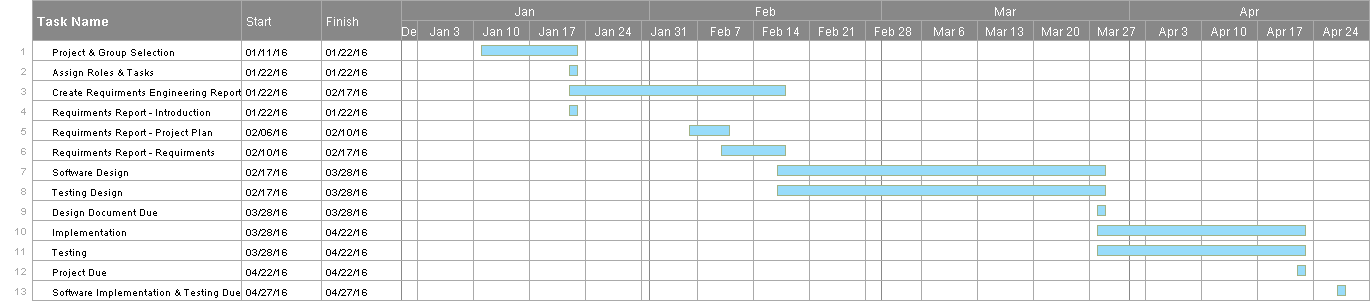 Jan Feb Mar Apr
Task Name Start Finish
De Jan 3 Jan 10 Jan 17 Jan 24 Jan 31 Feb 7 Feb 14 Feb 21 Feb 28 Mar 6 Mar 13 Mar 20 Mar 27 Apr 3 Apr 10 Apr 17 Apr 24
1 Project & Group Selection 01/11/16 01/22/16
2 Assign Roles & Tasks 01/22/16 01/22/16
3 Create Requirments Engineering Report 01/22/16 02/17/16
4 Requirments Report - Introduction 01/22/16 01/22/16
5 Requirments Report - Project Plan 02/06/16 02/10/16
6 Requirments Report - Requirments 02/10/16 02/17/16
7 Software Design 02/17/16 03/28/16
8 Testing Design 02/17/16 03/28/16
9 Design Document Due 03/28/16 03/28/16
10 Implementation 03/28/16 04/22/16
11 Testing 03/28/16 04/22/16
12 Project Due 04/22/16 04/22/16
13 Software Implementation & Testing Due 04/27/16 04/27/16